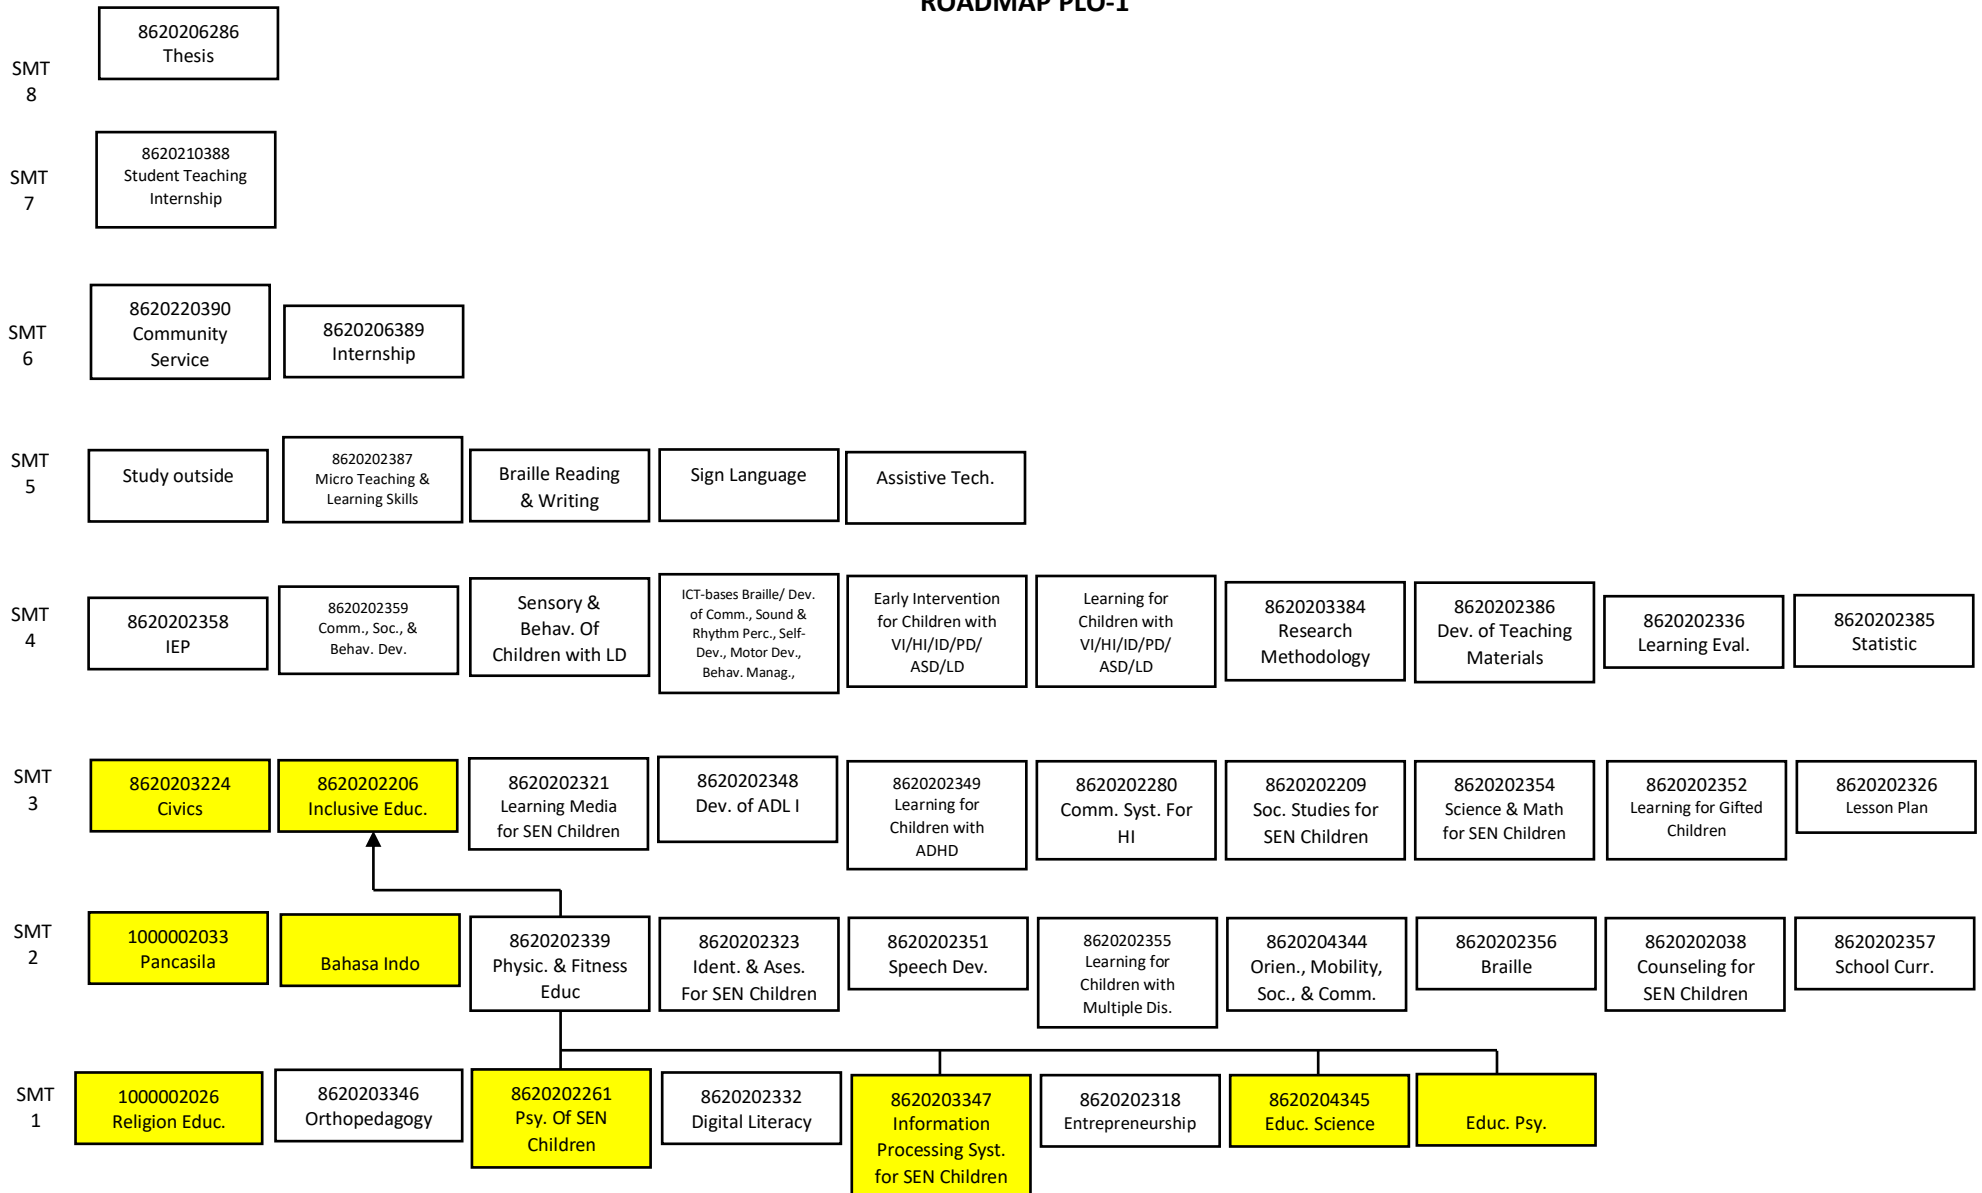 ROADMAP PLO-1
SMT
8
8620206286
Thesis
SMT
7
8620210388
Student Teaching
Internship
SMT
6
8620220390
Community
Service
8620206389
Internship
SMT
5
Study outside
8620202387
Micro Teaching &
Learning Skills
Braille Reading
& Writing
Sign Language
Assistive Tech.
SMT
4
8620202358
IEP
8620202359
Comm., Soc., &
Behav. Dev.
Sensory &
Behav. Of
Children with LD
ICT-bases Braille/ Dev.
of Comm., Sound &
Rhythm Perc., Self-
Dev., Motor Dev.,
Behav. Manag.,
Early Intervention
for Children with
VI/HI/ID/PD/
ASD/LD
Learning for
Children with
VI/HI/ID/PD/
ASD/LD
8620203384
Research
Methodology
8620202386
Dev. of Teaching
Materials
8620202336
Learning Eval.
8620202385
Statistic
SMT
3
8620203224
Civics
8620202206
Inclusive Educ.
8620202321
Learning Media
for SEN Children
8620202348
Dev. of ADL I
8620202349
Learning for
Children with
ADHD
8620202280
Comm. Syst. For
HI
8620202209
Soc. Studies for
SEN Children
8620202354
Science & Math
for SEN Children
8620202352
Learning for Gifted
Children
8620202326
Lesson Plan
SMT
2
1000002033
Pancasila
Bahasa Indo
8620202339
Physic. & Fitness
Educ
8620202323
Ident. & Ases.
For SEN Children
8620202351
Speech Dev.
8620202355
Learning for
Children with
Multiple Dis.
8620204344
Orien., Mobility,
Soc., & Comm.
8620202356
Braille
8620202038
Counseling for
SEN Children
8620202357
School Curr.
SMT
1
1000002026
Religion Educ.
8620203346
Orthopedagogy
8620202261
Psy. Of SEN
Children
8620202332
Digital Literacy
8620203347
Information
Processing Syst.
for SEN Children
8620202318
Entrepreneurship
8620204345
Educ. Science
Educ. Psy.